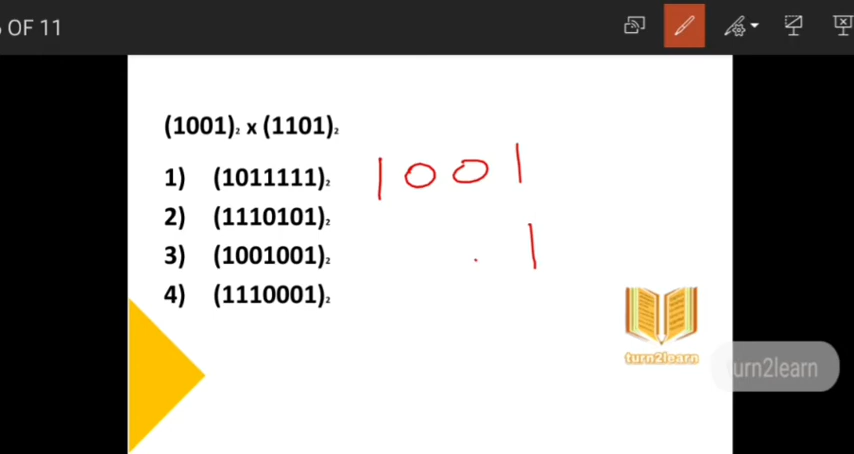 OF 11
(1001)₂ x (1101)₂
1) (1011111)₂
2) (1110101)₂
3) (1001001)₂
4) (1110001)₂
1001
1
turn2learn
turn2learn